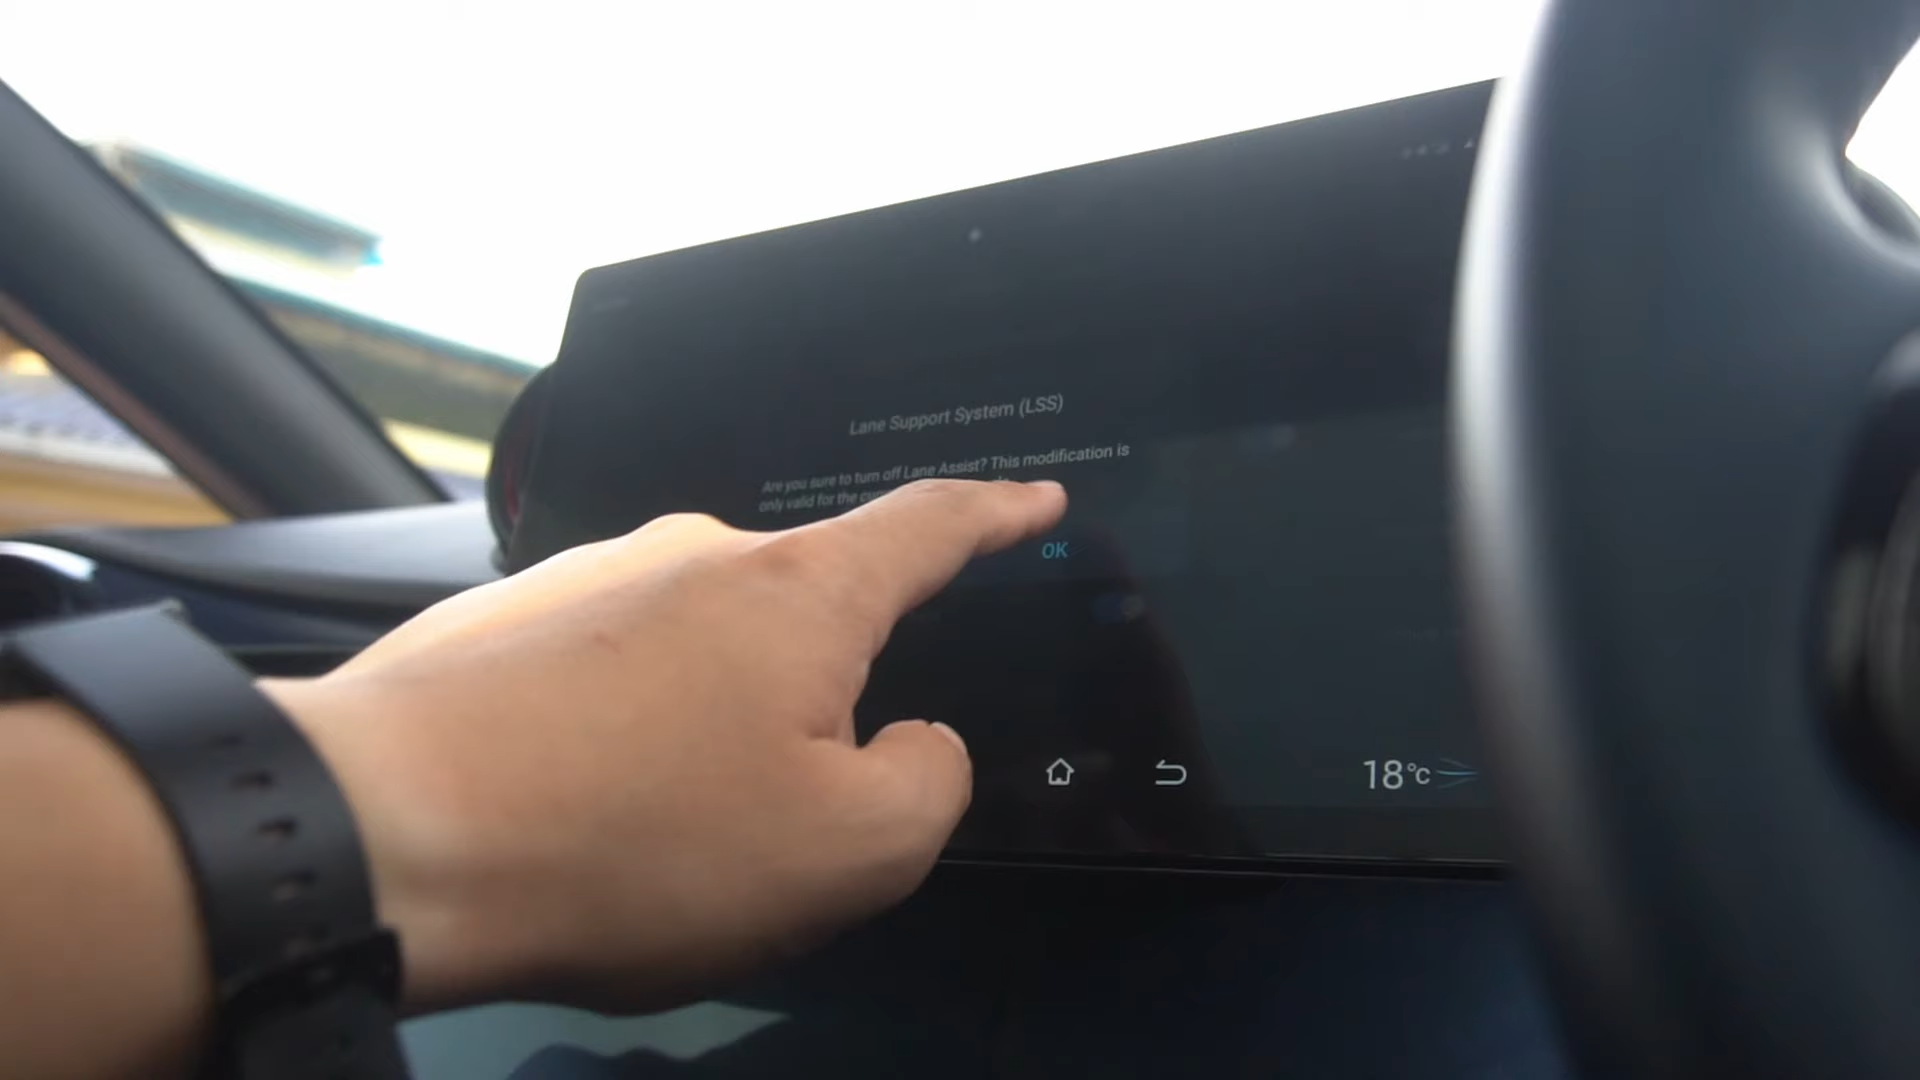 Lane Support System (LSS)
Are you sure to turn off Lane Assist? This modification is
only valid for the
OK
18°C